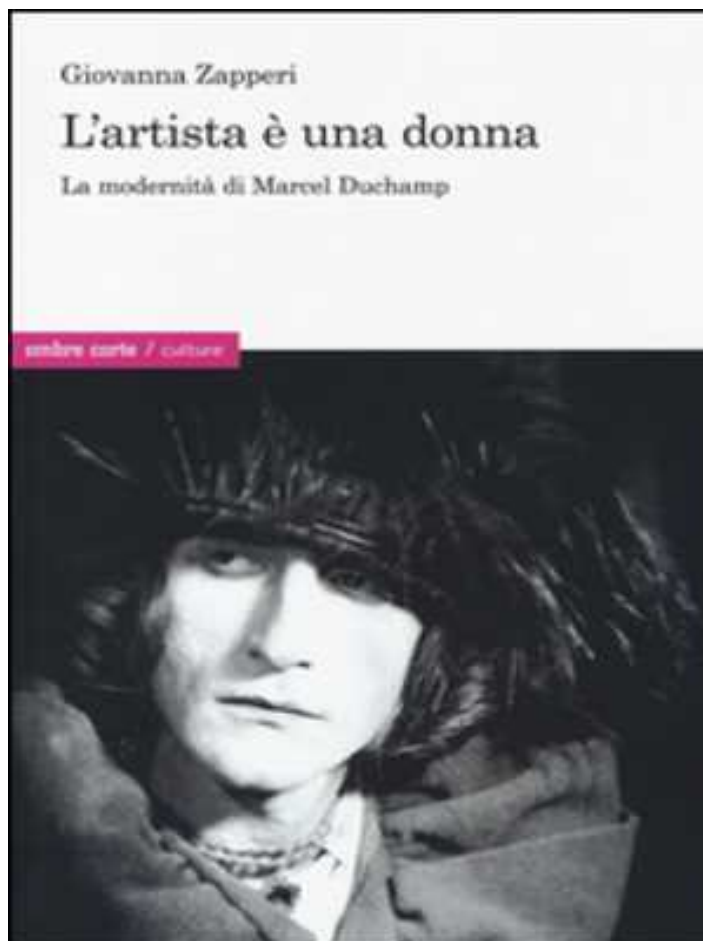 Giovanna Zapperi
L'artista è una donna
La modernità di Marcel Duchamp
ombre corte / culture